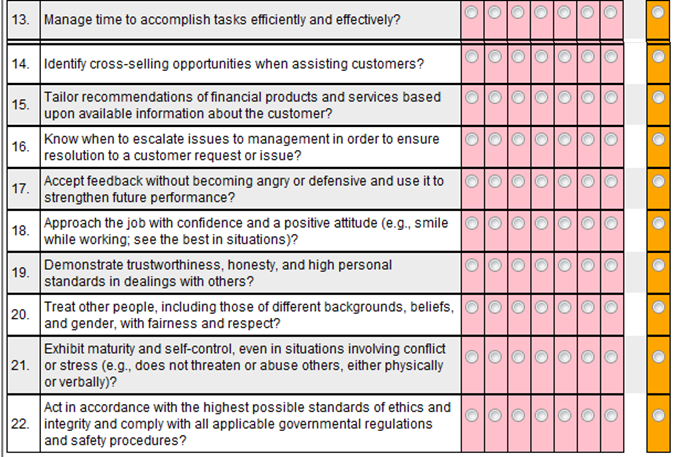 13. Manage time to accomplish tasks efficiently and effectively?
14. Identify cross-selling opportunities when assisting customers?
15. Tailor recommendations of financial products and services based
upon available information about the customer?
16. Know when to escalate issues to management in order to ensure
resolution to a customer request or issue?
17. Accept feedback without becoming angry or defensive and use it to
strengthen future performance?
18. Approach the job with confidence and a positive attitude (e.g., smile
while working; see the best in situations)?
19. Demonstrate trustworthiness, honesty, and high personal
standards in dealings with others?
20. Treat other people, including those of different backgrounds, beliefs,
and gender, with fairness and respect?
21. Exhibit maturity and self-control, even in situations involving conflict
or stress (e.g., does not threaten or abuse others, either physically
or verbally)?
22. Act in accordance with the highest possible standards of ethics and
integrity and comply with all applicable governmental regulations
and safety procedures?